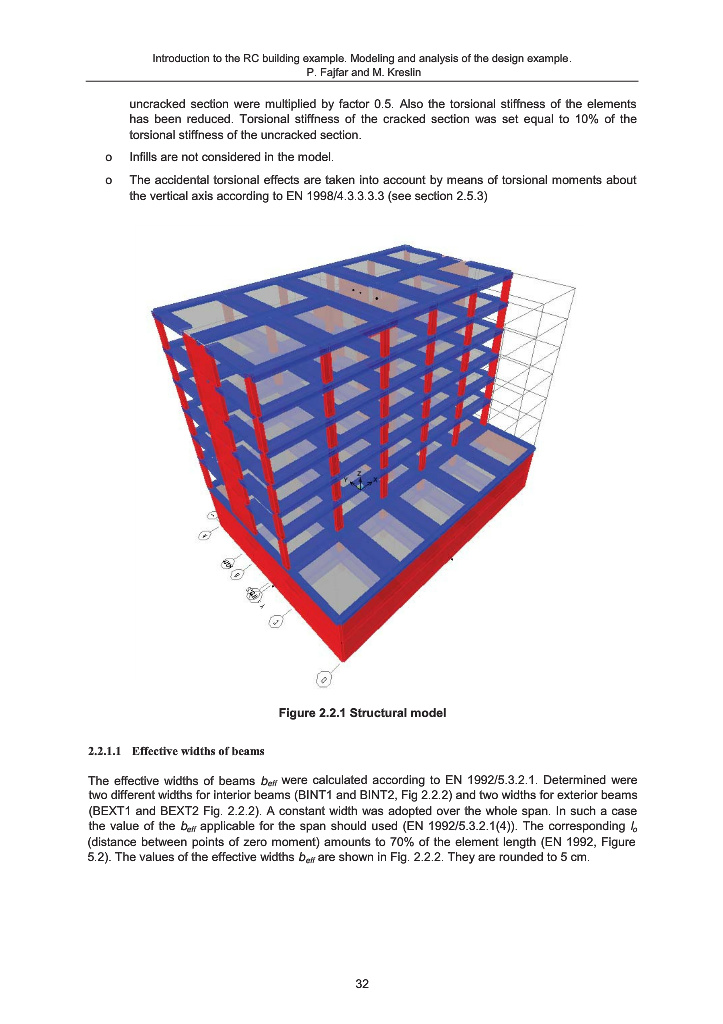 Introduction to the RC building example. Modeling and analysis of the design example.
P. Fajfar and M. Kreslin
uncracked section were multiplied by factor 0.5. Also the torsional stiffness of the elements
has been reduced. Torsional stiffness of the cracked section was set equal to 10% of the
torsional stiffness of the uncracked section.
o Infills are not considered in the model.
o The accidental torsional effects are taken into account by means of torsional moments about
the vertical axis according to EN 1998/4.3.3.3.3 (see section 2.5.3)
Z
Y X
Figure 2.2.1 Structural model
2.2.1.1 Effective widths of beams
The effective widths of beams beff were calculated according to EN 1992/5.3.2.1. Determined were
two different widths for interior beams (BINT1 and BINT2, Fig 2.2.2) and two widths for exterior beams
(BEXT1 and BEXT2 Fig. 2.2.2). A constant width was adopted over the whole span. In such a case
the value of the beff applicable for the span should used (EN 1992/5.3.2.1(4)). The corresponding lo
(distance between points of zero moment) amounts to 70% of the element length (EN 1992, Figure
5.2). The values of the effective widths beff are shown in Fig. 2.2.2. They are rounded to 5 cm.
32